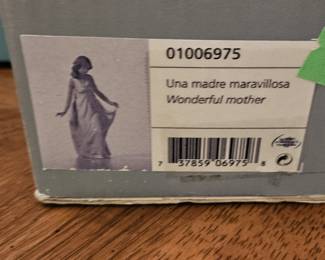 01006975
Una madre maravillosa
Wonderful mother
7 37859 06975 8